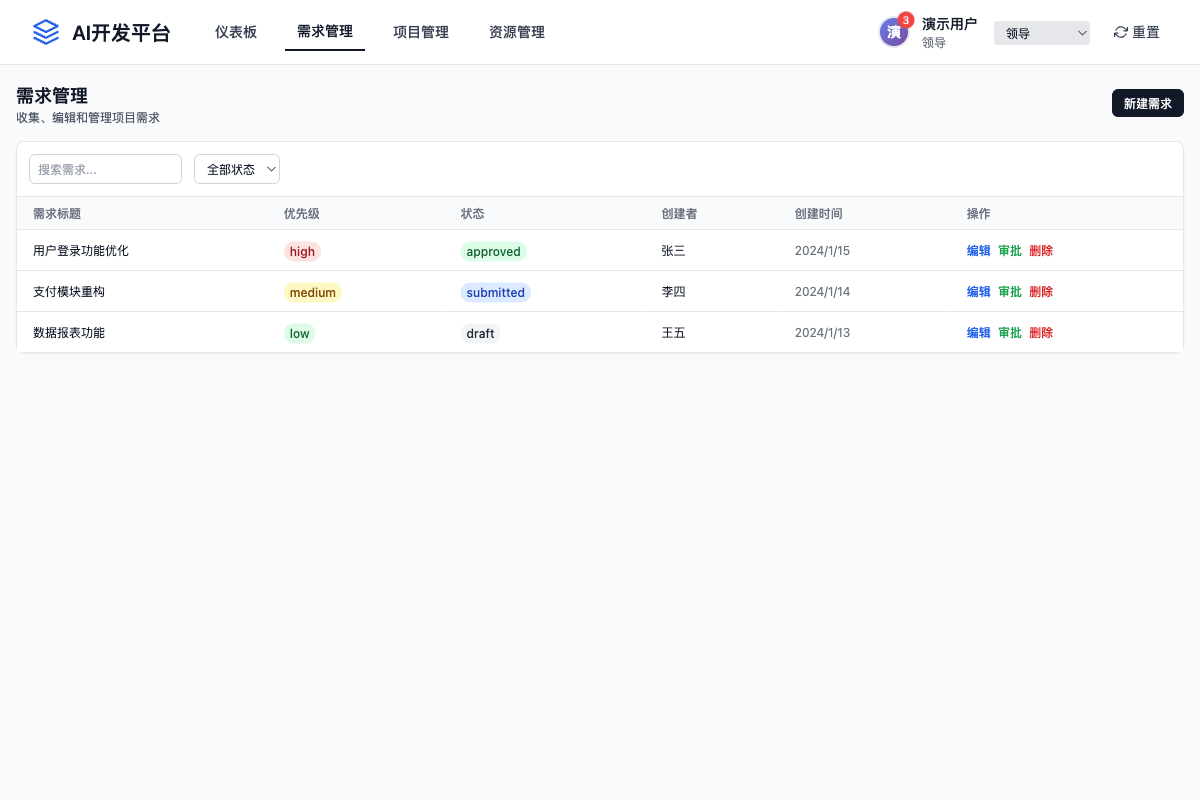 AI开发平台 仪表板 需求管理 项目管理 资源管理 演 3 演示用户 领导 重置
领导
需求管理
收集、编辑和管理项目需求
新建需求
搜索需求... 全部状态
需求标题 优先级 状态 创建者 创建时间 操作
用户登录功能优化 high approved 张三 2024/1/15 编辑 审批 删除
支付模块重构 medium submitted 李四 2024/1/14 编辑 审批 删除
数据报表功能 low draft 王五 2024/1/13 编辑 审批 删除